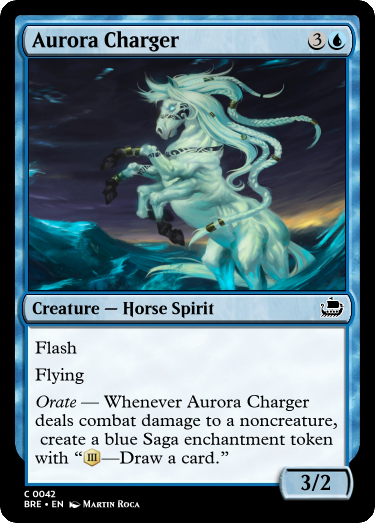 Aurora Charger 3
Creature — Horse Spirit
Flash
Flying
Orate — Whenever Aurora Charger
deals combat damage to a noncreature,
create a blue Saga enchantment token
with “III—Draw a card.”
3/2
C 0042
BRE • EN Martin Roca